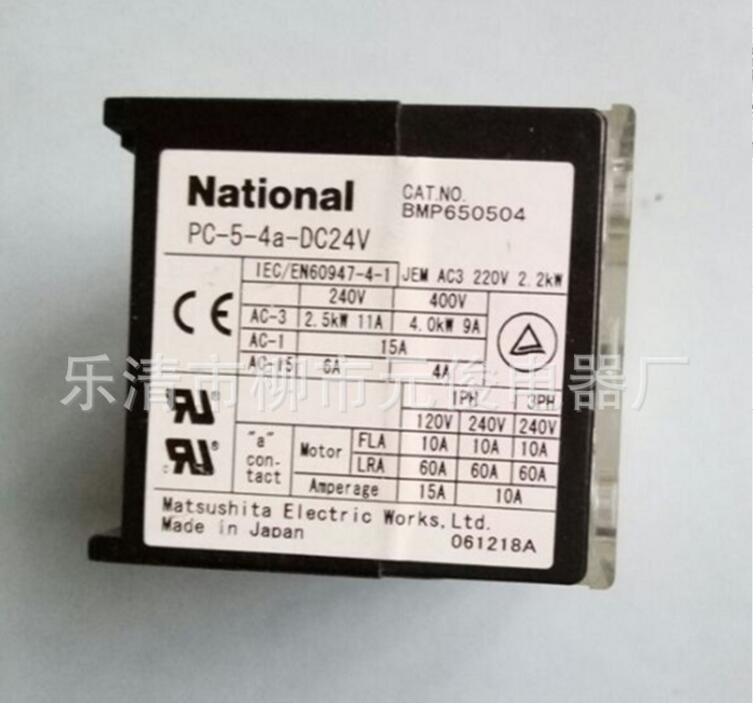 National
CAT.NO.
BMP650504
PC-5-4a-DC24V
IEC/EN60947-4-1 JEM AC3 220V 2.2kW
240V 400V
AC-3 2.5kW 11A 4.0kW 9A
AC-1 15A
AC-15 6A 4A
CE
乐清市柳市元俊电器厂
1PH 3PH
120V 240V 240V
"a" con-tact Motor FLA 10A 10A 10A
LRA 60A 60A 60A
Amperage 15A 10A
Matsushita Electric Works, Ltd.
Made in Japan
061218A